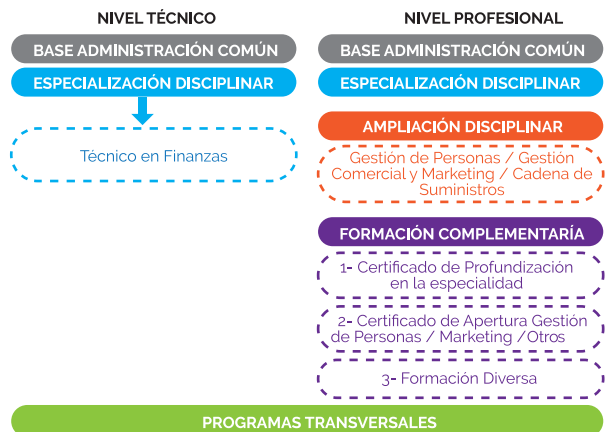 NIVEL TÉCNICO
BASE ADMINISTRACIÓN COMÚN
ESPECIALIZACIÓN DISCIPLINAR
Técnico en Finanzas
NIVEL PROFESIONAL
BASE ADMINISTRACIÓN COMÚN
ESPECIALIZACIÓN DISCIPLINAR
AMPLIACIÓN DISCIPLINAR
Gestión de Personas / Gestión
Comercial y Marketing / Cadena de
Suministros
FORMACIÓN COMPLEMENTARÍA
1- Certificado de Profundización
en la especialidad
2- Certificado de Apertura Gestión
de Personas / Marketing /Otros
3- Formación Diversa
PROGRAMAS TRANSVERSALES